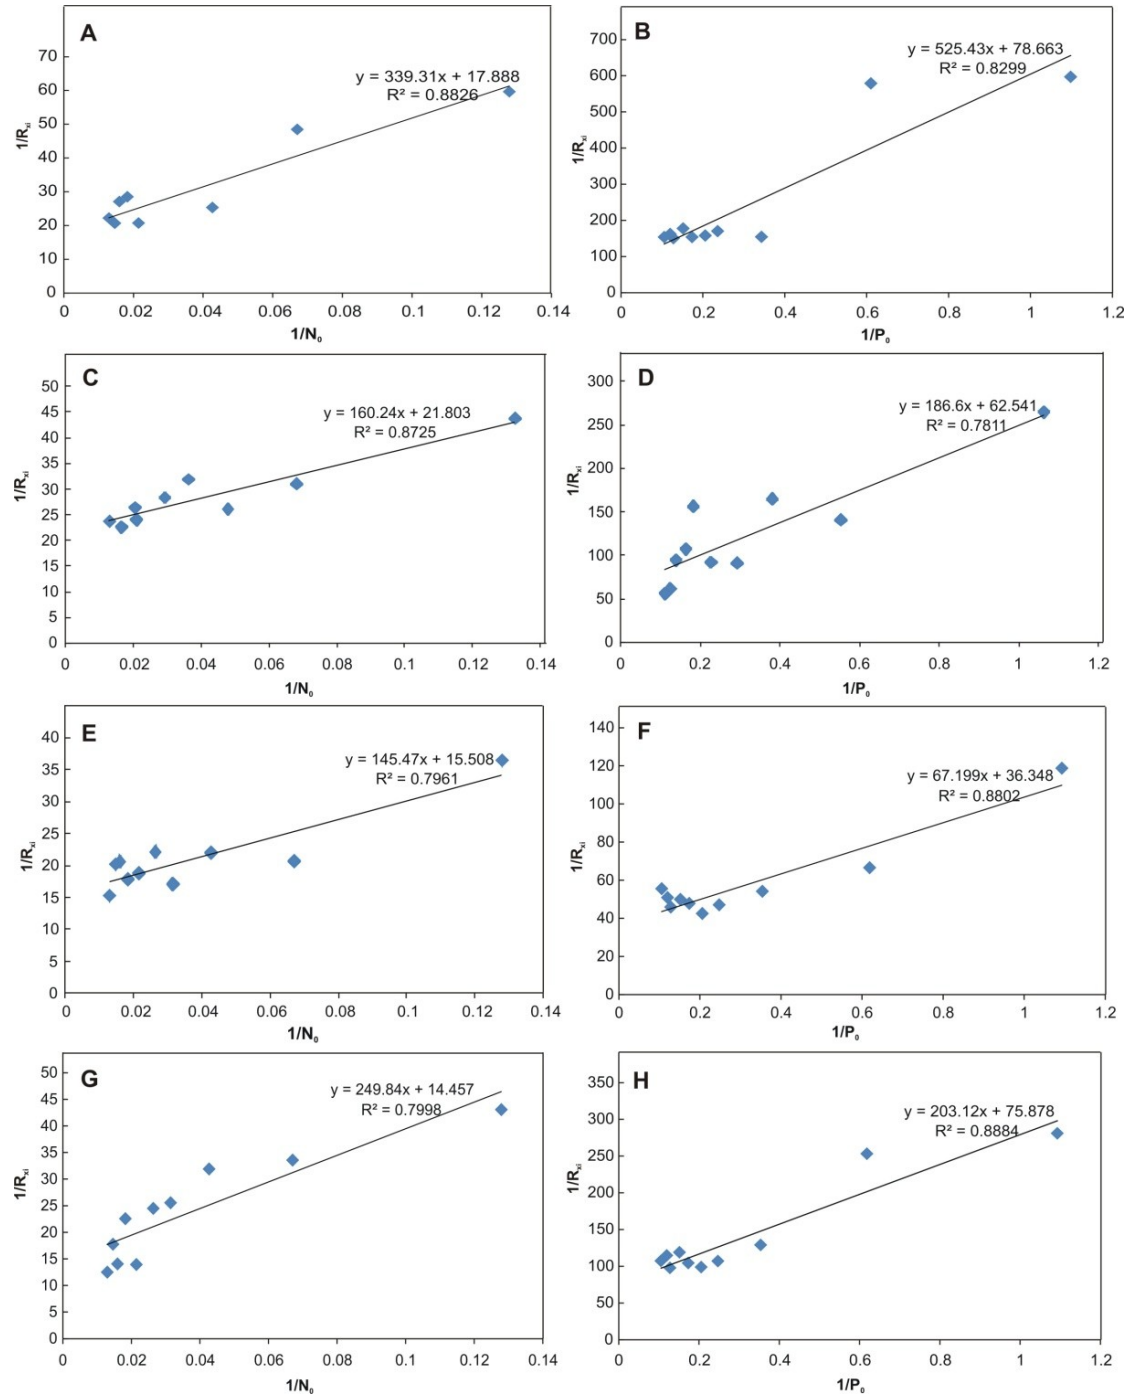 A
y = 339.31x + 17.888
R² = 0.8826
1/Rxi
70
60
50
40
30
20
10
0
0 0.02 0.04 0.06 0.08 0.1 0.12 0.14
1/N₀
B
y = 525.43x + 78.663
R² = 0.8299
1/Rxi
700
600
500
400
300
200
100
0
0 0.2 0.4 0.6 0.8 1 1.2
1/P₀
C
y = 160.24x + 21.803
R² = 0.8725
1/Rxi
50
45
40
35
30
25
20
15
10
5
0
0 0.02 0.04 0.06 0.08 0.1 0.12 0.14
1/N₀
D
y = 186.6x + 62.541
R² = 0.7811
1/Rxi
300
250
200
150
100
50
0
0 0.2 0.4 0.6 0.8 1 1.2
1/P₀
E
y = 145.47x + 15.508
R² = 0.7961
1/Rxi
40
35
30
25
20
15
10
5
0
0 0.02 0.04 0.06 0.08 0.1 0.12 0.14
1/N₀
F
y = 67.199x + 36.348
R² = 0.8802
1/Rxi
140
120
100
80
60
40
20
0
0 0.2 0.4 0.6 0.8 1 1.2
1/P₀
G
y = 249.84x + 14.457
R² = 0.7998
1/Rxi
50
45
40
35
30
25
20
15
10
5
0
0 0.02 0.04 0.06 0.08 0.1 0.12 0.14
1/N₀
H
y = 203.12x + 75.878
R² = 0.8884
1/Rxi
350
300
250
200
150
100
50
0
0 0.2 0.4 0.6 0.8 1 1.2
1/P₀